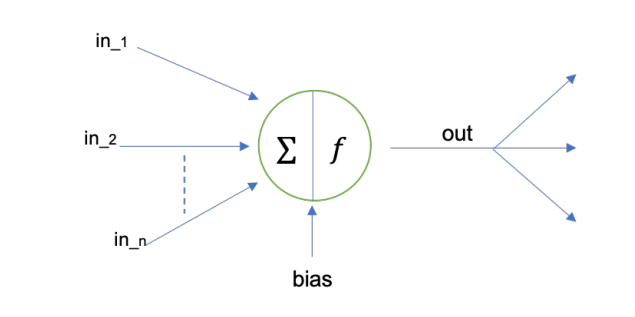 in_1
in_2
Σ f
out
in_n
bias